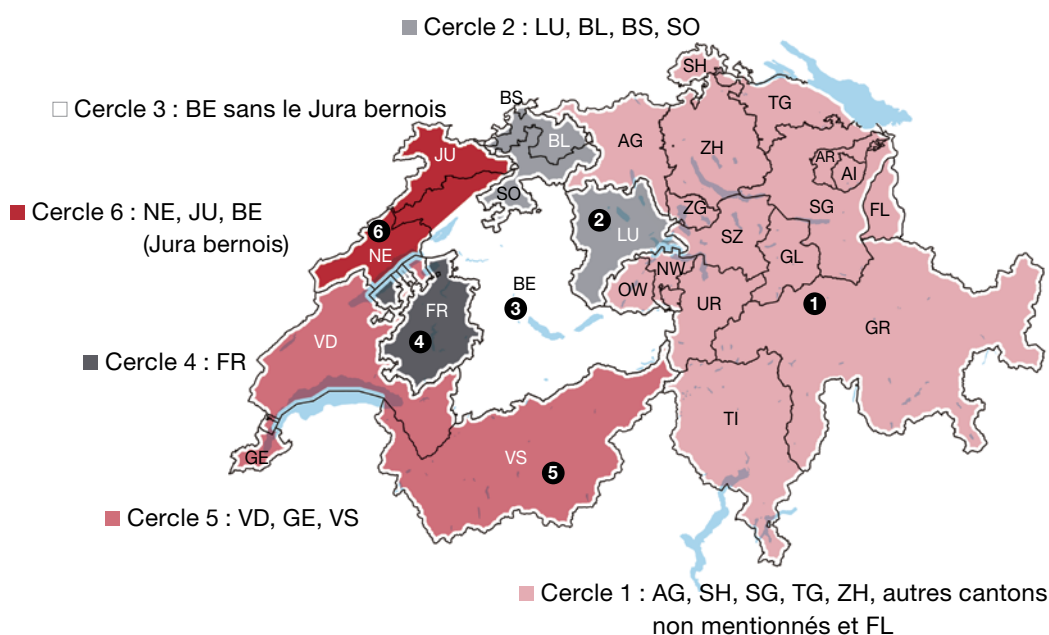 Cercle 2 : LU, BL, BS, SO
SH
Cercle 3 : BE sans le Jura bernois
BS
TG
JU
BL
AG
ZH
AR
AI
SO
Cercle 6 : NE, JU, BE
(Jura bernois)
6
NE
2
LU
ZG
SZ
SG
FL
GL
NW
OW
UR
BE
3
1
GR
FR
4
VD
Cercle 4 : FR
TI
GE
VS
5
Cercle 5 : VD, GE, VS
Cercle 1 : AG, SH, SG, TG, ZH, autres cantons
non mentionnés et FL